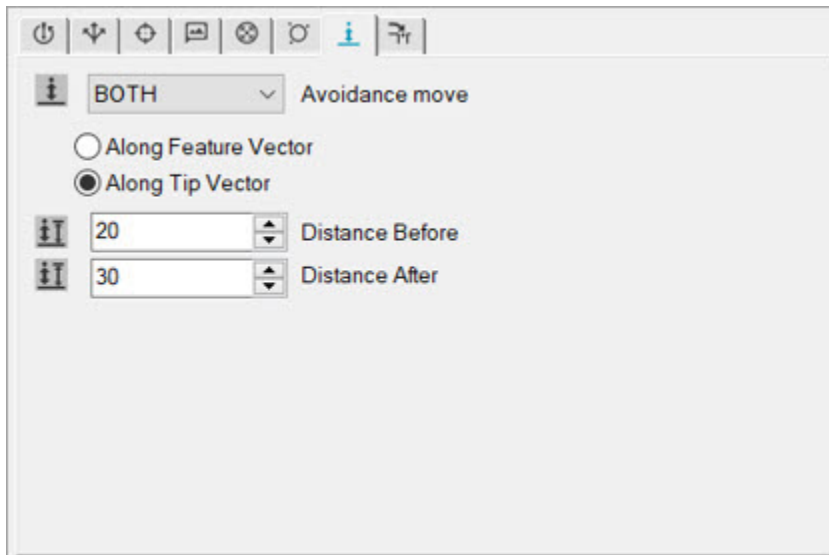 BOTH Avoidance move
Along Feature Vector
Along Tip Vector
20 Distance Before
30 Distance After